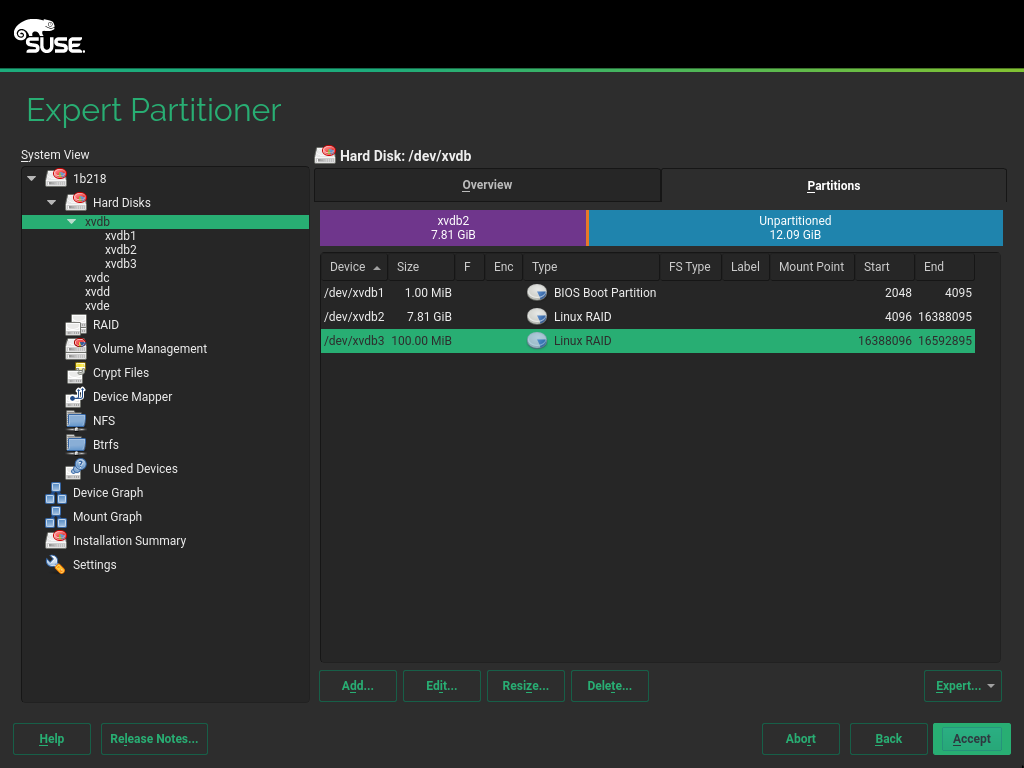 SUSE.
Expert Partitioner
System View
1b218
Hard Disks
xvdb
xvdb1
xvdb2
xvdb3
xvdc
xvdd
xvde
RAID
Volume Management
Crypt Files
Device Mapper
NFS
Btrfs
Unused Devices
Device Graph
Mount Graph
Installation Summary
Settings
Hard Disk: /dev/xvdb
Overview Partitions
xvdb2 Unpartitioned
7.81 GiB 12.09 GiB
Device Size F Enc Type FS Type Label Mount Point Start End
/dev/xvdb1 1.00 MiB BIOS Boot Partition 2048 4095
/dev/xvdb2 7.81 GiB Linux RAID 4096 16388095
/dev/xvdb3 100.00 MiB Linux RAID 16388096 16592895
Add... Edit... Resize... Delete... Expert...
Help Release Notes... Abort Back Accept